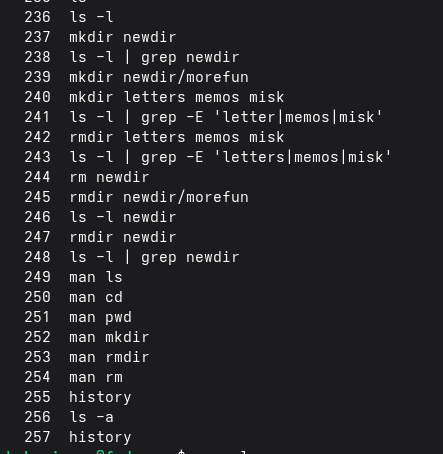 236 ls -l
237 mkdir newdir
238 ls -l | grep newdir
239 mkdir newdir/morefun
240 mkdir letters memos misk
241 ls -l | grep -E 'letter|memos|misk'
242 rmdir letters memos misk
243 ls -l | grep -E 'letters|memos|misk'
244 rm newdir
245 rmdir newdir/morefun
246 ls -l newdir
247 rmdir newdir
248 ls -l | grep newdir
249 man ls
250 man cd
251 man pwd
252 man mkdir
253 man rmdir
254 man rm
255 history
256 ls -a
257 history